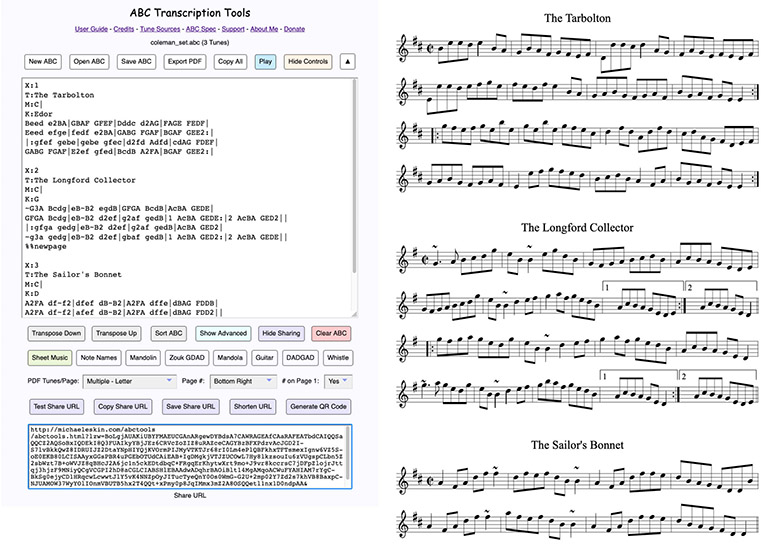 ABC Transcription Tools
User Guide - Credits - Tune Sources - ABC Spec - Support - About Me - Donate
coleman_set.abc (3 Tunes)
New ABC Open ABC Save ABC Export PDF Copy All Play Hide Controls ▲
X:1
T:The Tarbolton
M:C|
K:Edor
Beed e2BA|GBAF GFEF|Dddc d2AG|FAGE FEDF|
Eeed efge|fedf e2BA|GABG FGAF|BGAF GEE2:|
|:gfef gebe|gebe gfec|d2fd Adfd|cdAG FDEF|
GABG FGAF|E2ef gfed|BcdB A2FA|BGAF GEE2:|
X:2
T:The Longford Collector
M:C|
K:G
~G3A Bcdg|eB~B2 egdB|GFGA BcdB|AcBA GEDE|
GFGA Bcdg|eB~B2 d2ef|g2af gedB|1 AcBA GEDE:|2 AcBA GED2||
|:gfga gedg|eB~B2 d2ef|g2af gedB|AcBA GED2|
~g3a gedg|eB~B2 d2ef|gbaf gedB|1 AcBA GED2:|2 AcBA GEDE||
%%newpage
X:3
T:The Sailor's Bonnet
M:C|
K:D
A2FA df~f2|afef dB~B2|A2FA dffe|dBAG FDDB|
A2FA df~f2|afef dB~B2|A2FA dffe|dBAG FDD2||
Transpose Down Transpose Up Sort ABC Show Advanced Hide Sharing Clear ABC
Sheet Music Note Names Mandolin Zouk GDAD Mandola Guitar DADGAD Whistle
PDF Tunes/Page: Multiple - Letter Page #: Bottom Right # on Page 1: Yes
Test Share URL Copy Share URL Save Share URL Shorten URL Generate QR Code
http://michaeleskin.com/abctools
Share URL
The Tarbolton
The Longford Collector
1 2
1 2
The Sailor's Bonnet